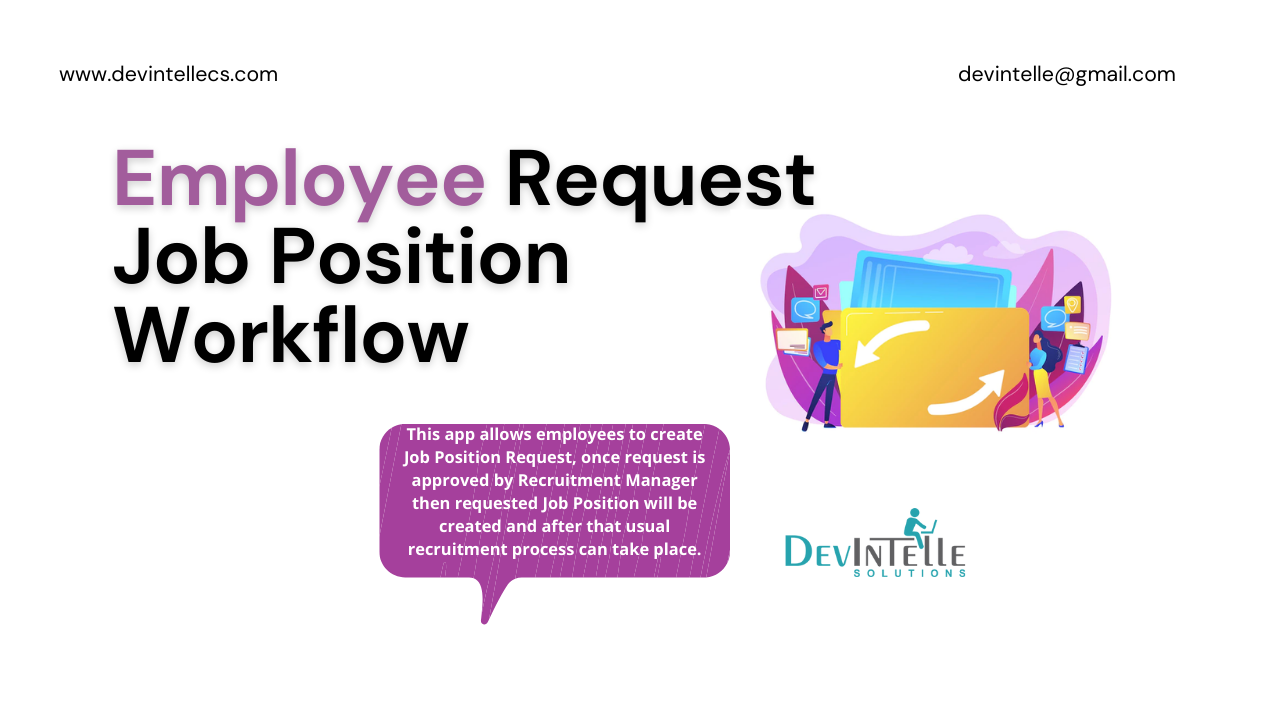 www.devintellecs.com
devintelle@gmail.com
Employee Request
Job Position
Workflow
This app allows employees to create
Job Position Request, once request is
approved by Recruitment Manager
then requested Job Position will be
created and after that usual
recruitment process can take place.
DEVINTELLE
SOLUTIONS